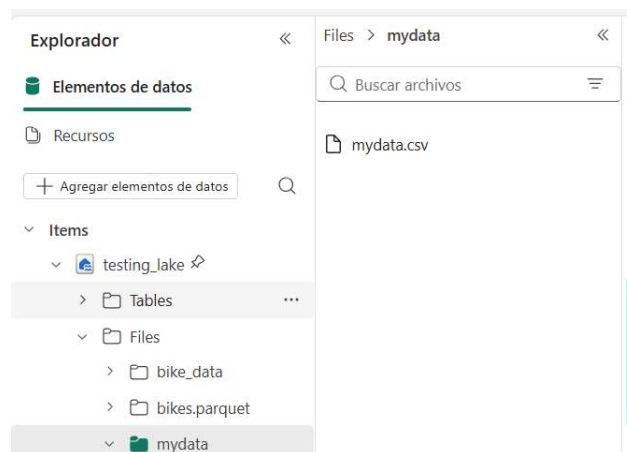 Explorador
Elementos de datos
Recursos
Agregar elementos de datos
Items
testing_lake
Tables
Files
bike_data
bikes.parquet
mydata
Files > mydata
Buscar archivos
mydata.csv